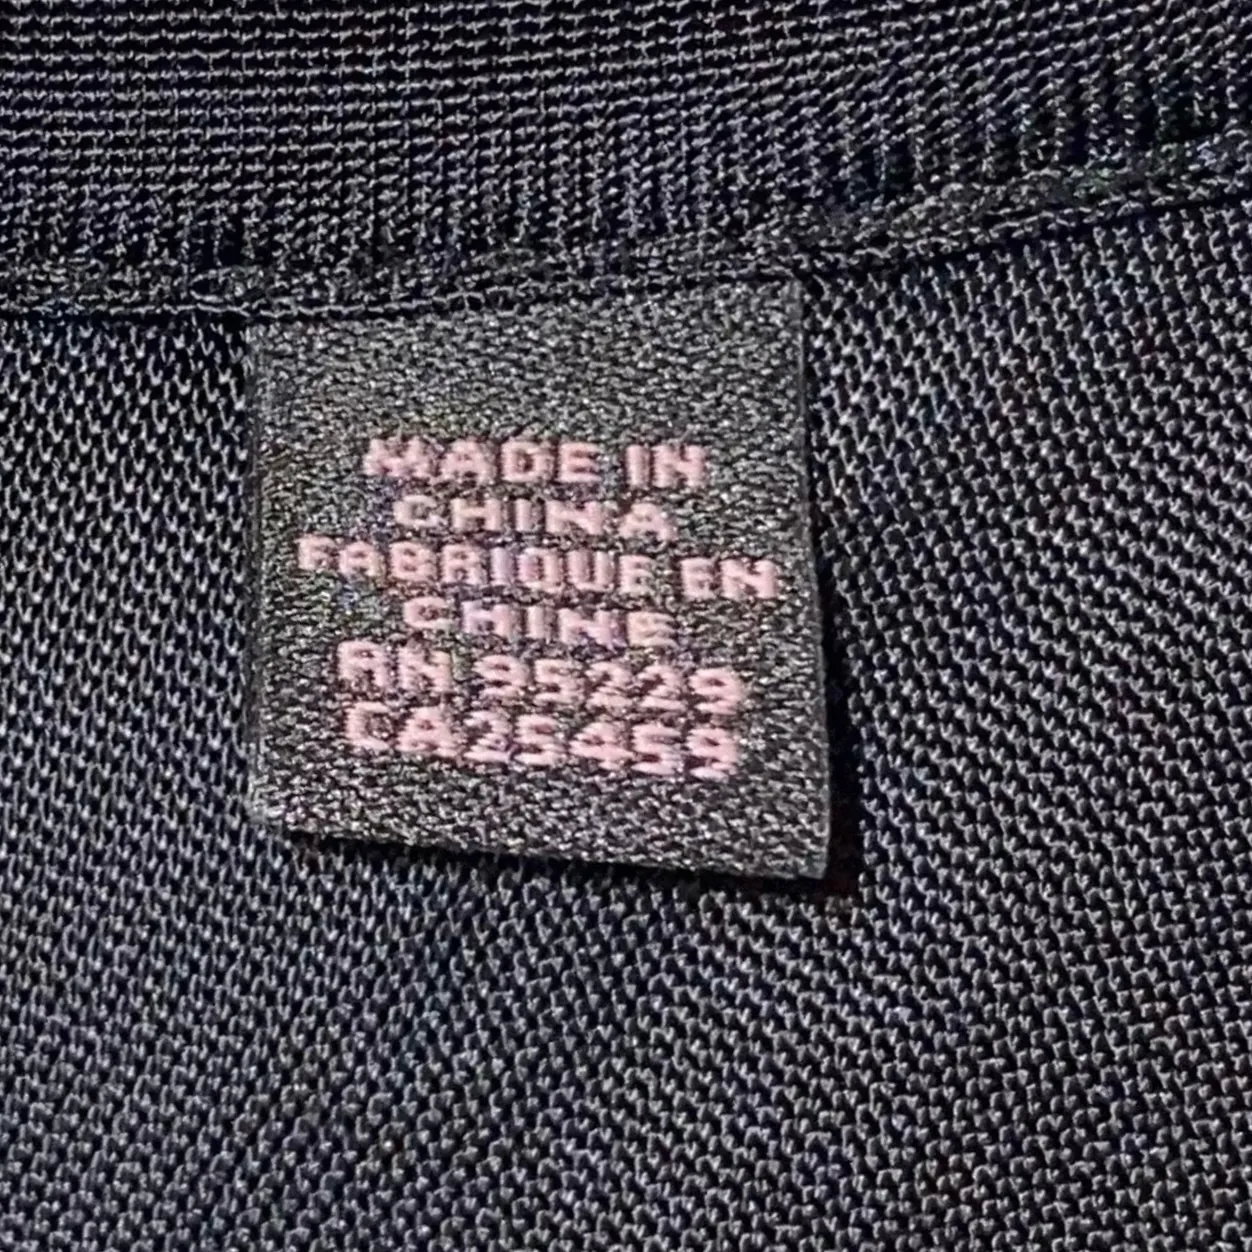 MADE IN
CHINA
FABRIQUE EN
CHINE
RN 95229
CA25459